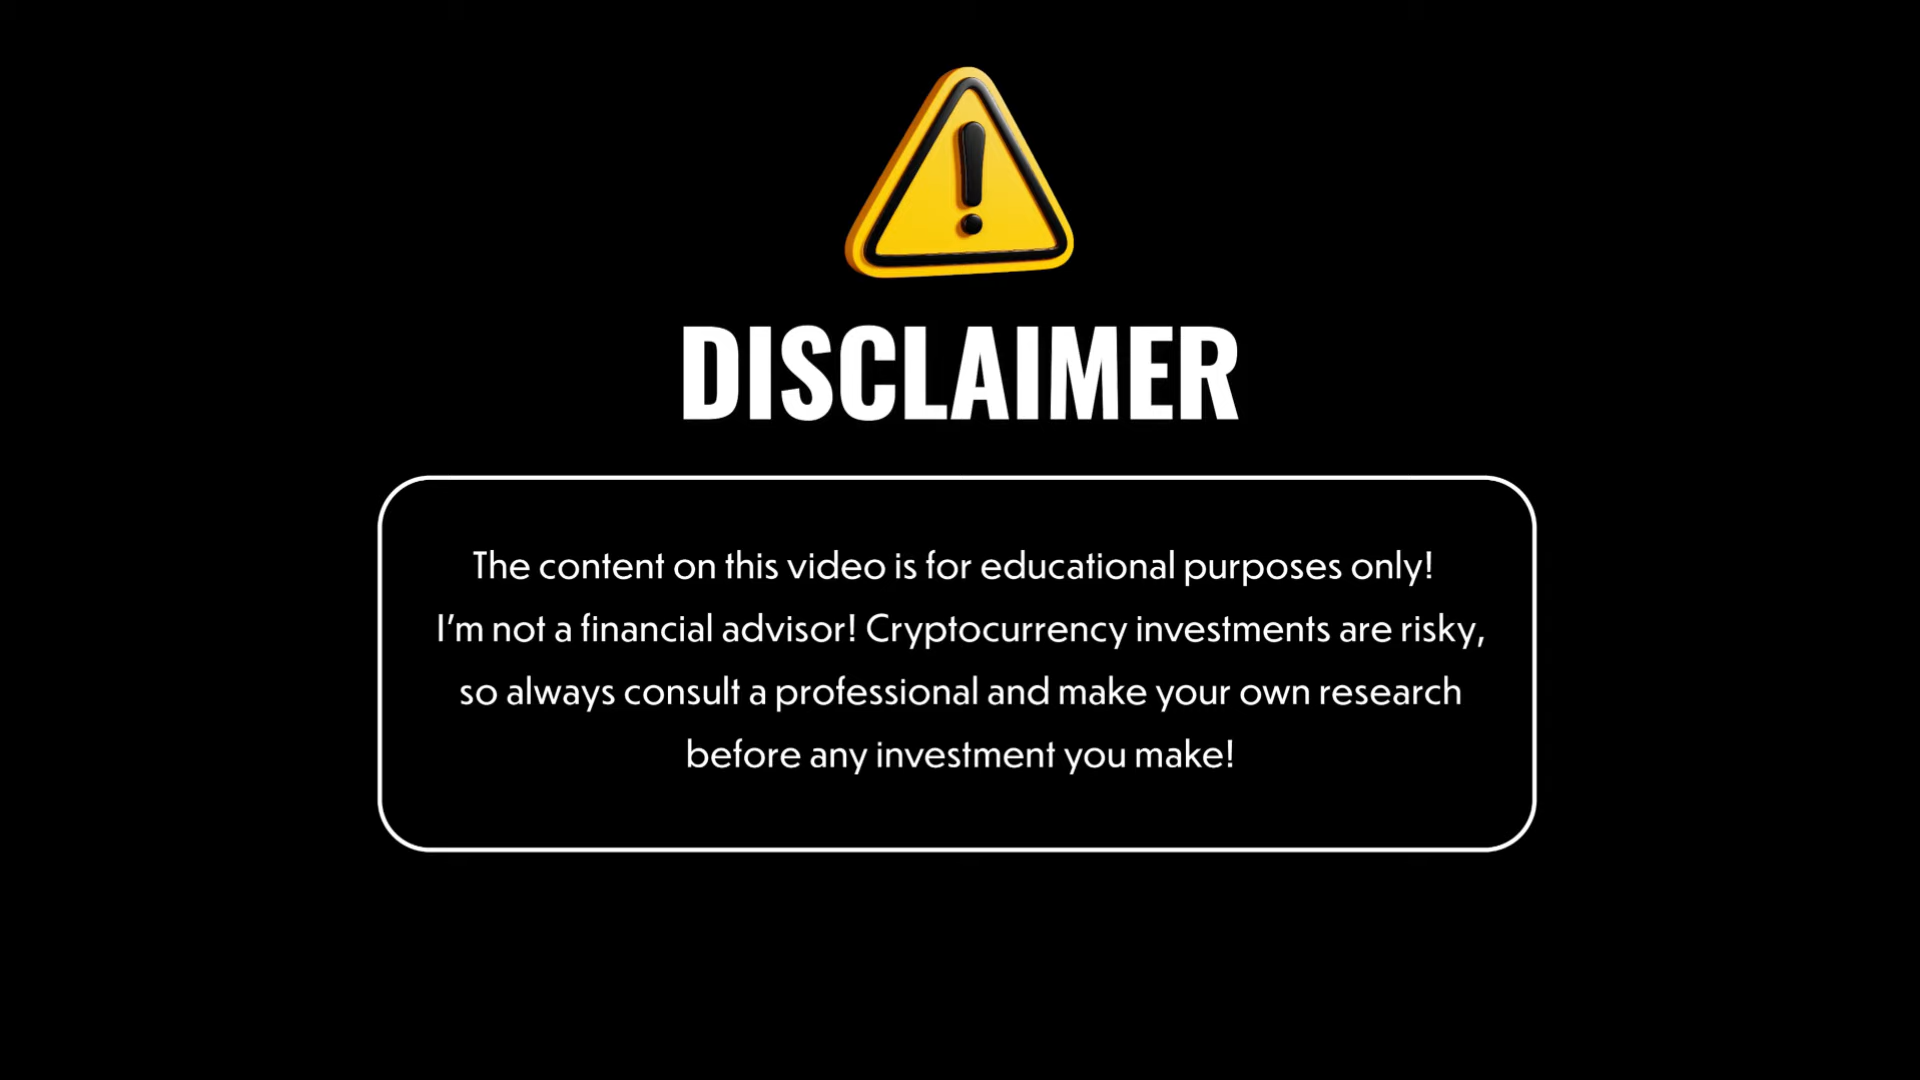 DISCLAIMER
The content on this video is for educational purposes only!
I'm not a financial advisor! Cryptocurrency investments are risky,
so always consult a professional and make your own research
before any investment you make!